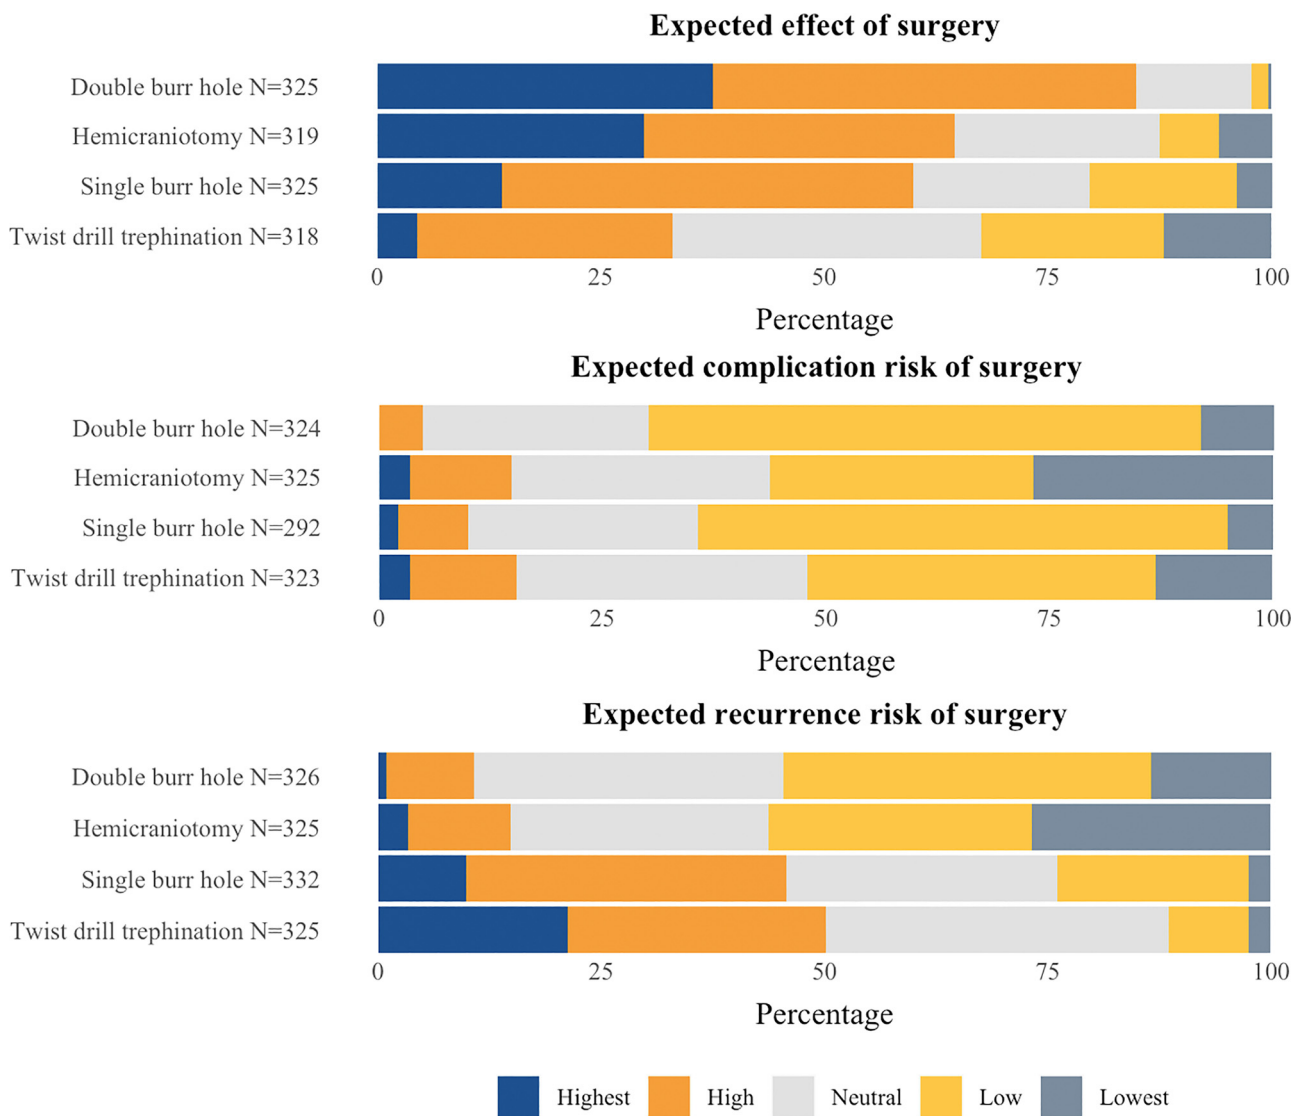 Expected effect of surgery
Double burr hole N=325
Hemicraniotomy N=319
Single burr hole N=325
Twist drill trephination N=318
0 25 50 75 100
Percentage
Expected complication risk of surgery
Double burr hole N=324
Hemicraniotomy N=325
Single burr hole N=292
Twist drill trephination N=323
0 25 50 75 100
Percentage
Expected recurrence risk of surgery
Double burr hole N=326
Hemicraniotomy N=325
Single burr hole N=332
Twist drill trephination N=325
0 25 50 75 100
Percentage
Highest High Neutral Low Lowest